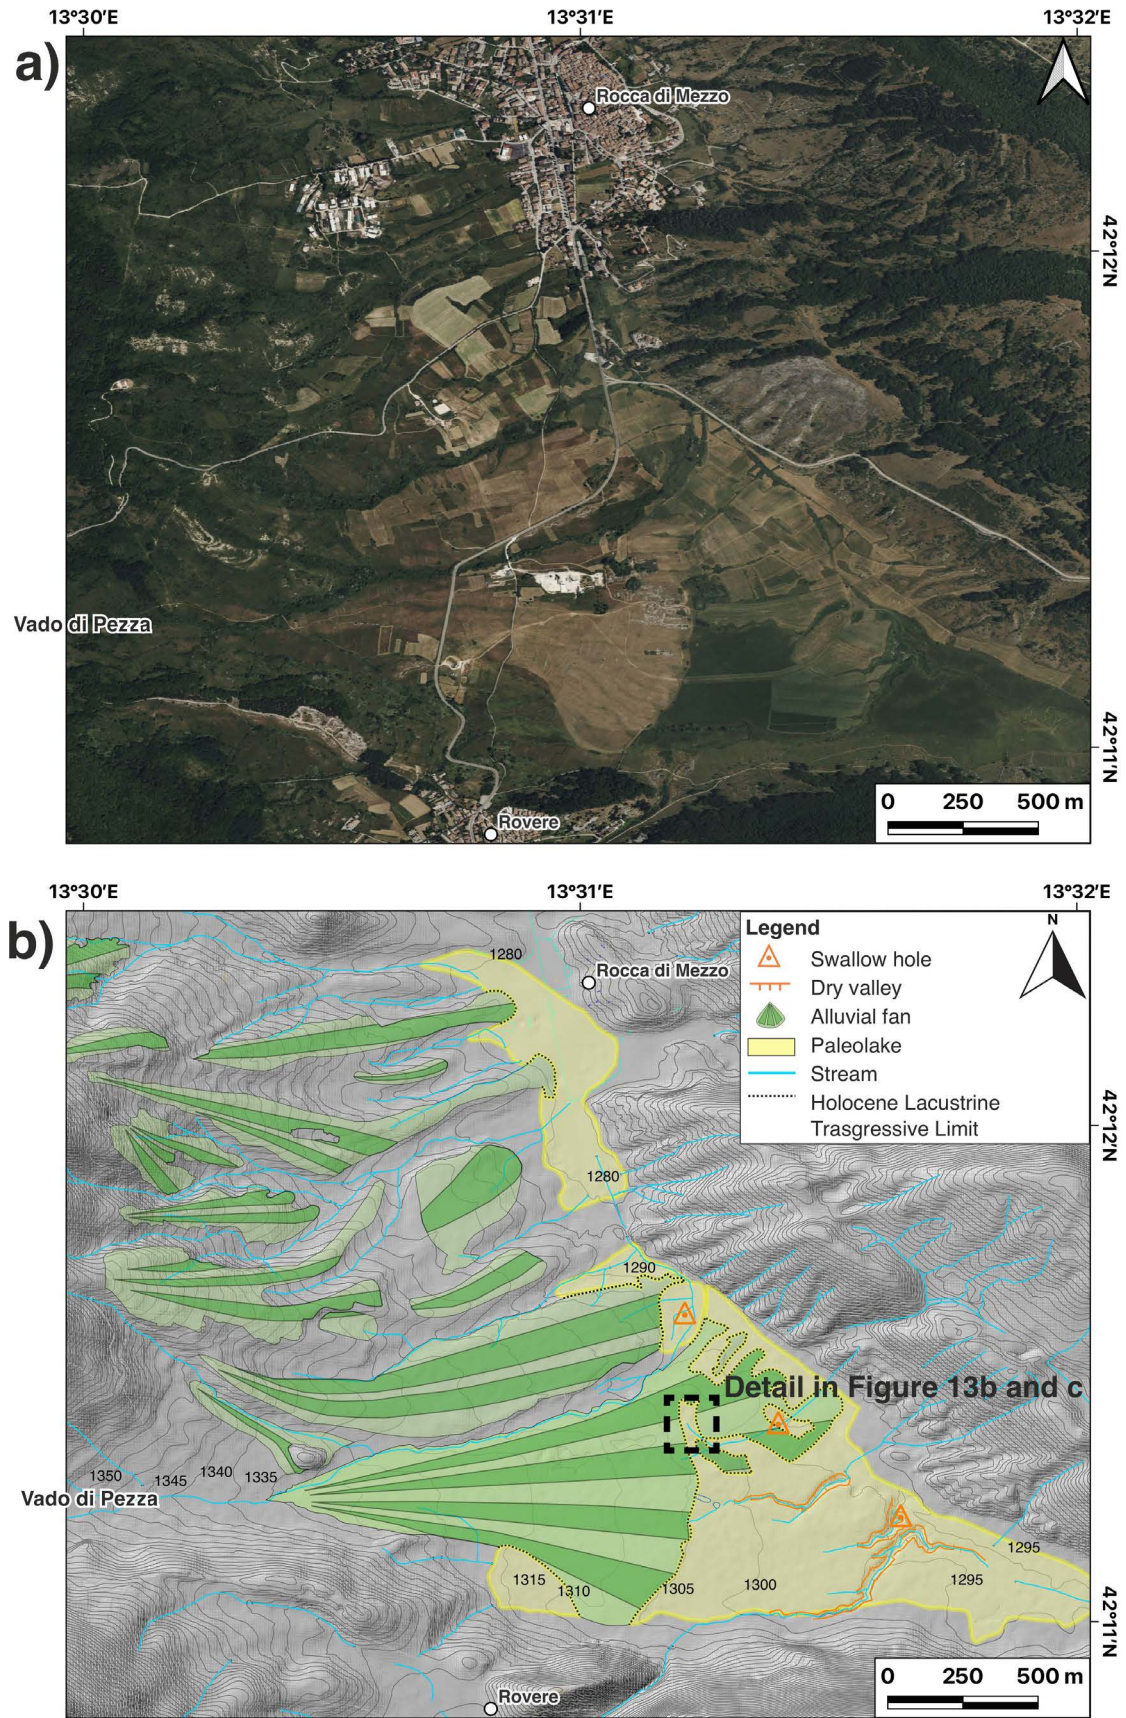 13°30′E 13°31′E 13°32′E
a)
Rocca di Mezzo
42°12′N
Vado di Pezza
42°11′N
0 250 500 m
Rovere
13°30′E 13°31′E 13°32′E
b)
Legend
N
Swallow hole
Dry valley
Alluvial fan
Paleolake
Stream
Holocene Lacustrine
Trasgressive Limit
1280
Rocca di Mezzo
42°12′N
1280
1290
Detail in Figure 13b and c
1350 1345 1340 1335
Vado di Pezza
1295
1315 1310 1305 1300 1295
42°11′N
0 250 500 m
Rovere